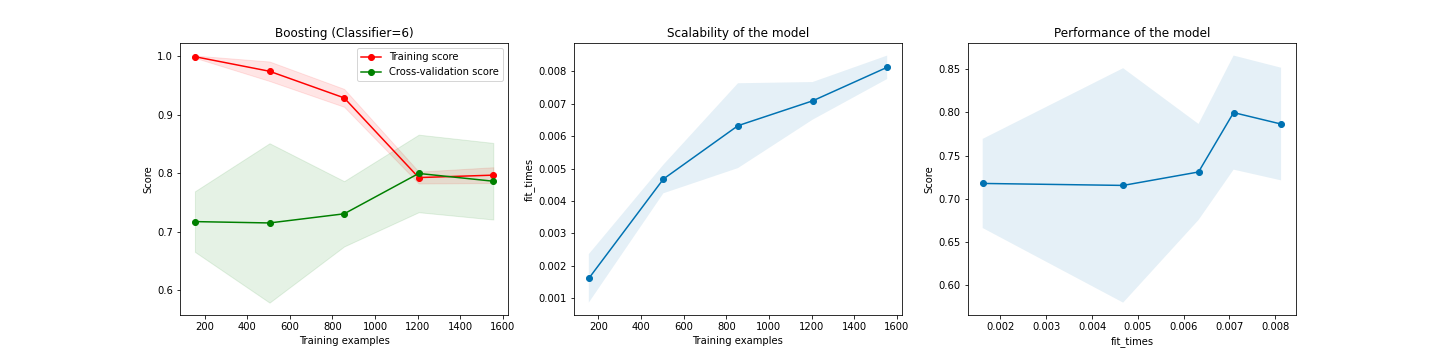 Boosting (Classifier=6)
Training score
Cross-validation score
1.0
0.9
0.8
0.7
0.6
Score
200 400 600 800 1000 1200 1400 1600
Training examples
Scalability of the model
0.008
0.007
0.006
0.005
0.004
0.003
0.002
0.001
fit_times
200 400 600 800 1000 1200 1400 1600
Training examples
Performance of the model
0.85
0.80
0.75
0.70
0.65
0.60
Score
0.002 0.003 0.004 0.005 0.006 0.007 0.008
fit_times